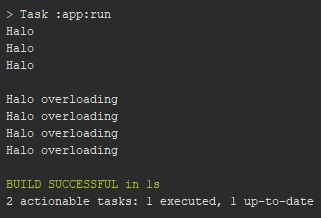 > Task :app:run
Halo
Halo
Halo
Halo overloading
Halo overloading
Halo overloading
Halo overloading
BUILD SUCCESSFUL in 1s
2 actionable tasks: 1 executed, 1 up-to-date